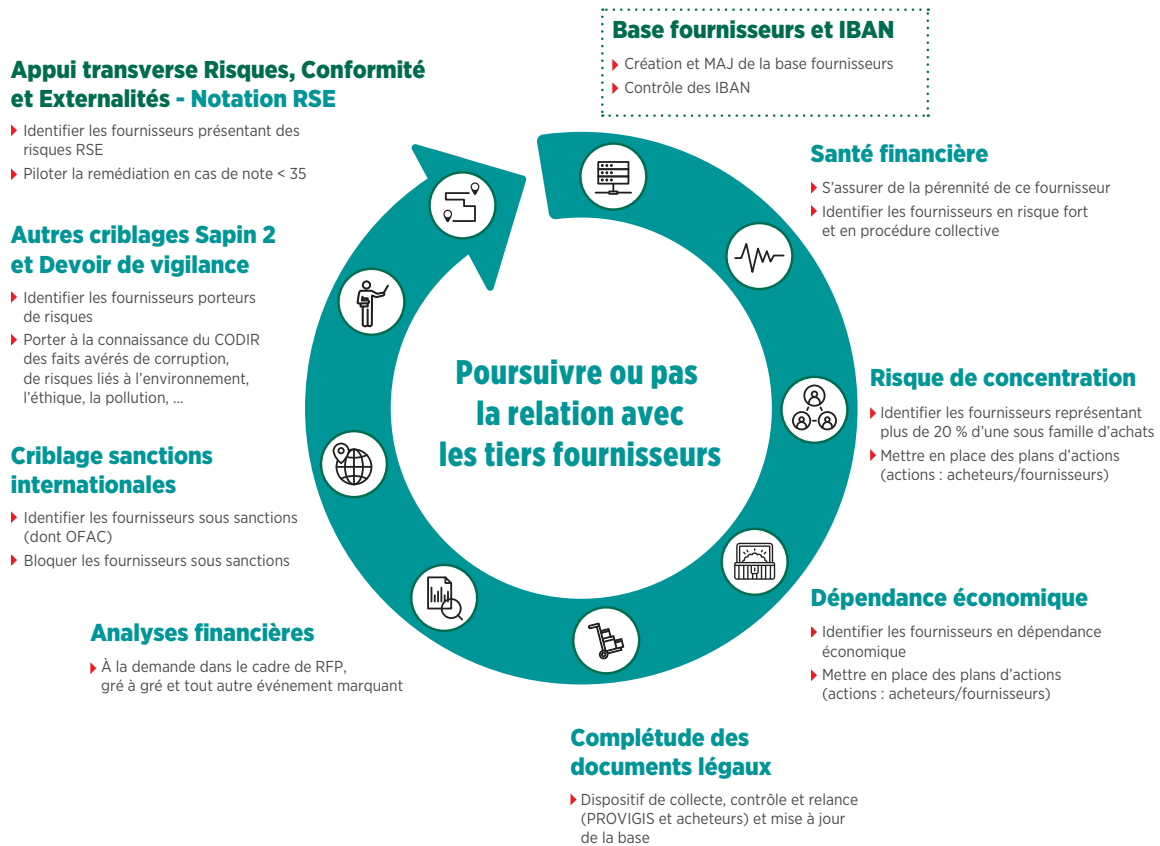 Base fournisseurs et IBAN
Création et MAJ de la base fournisseurs
Contrôle des IBAN
Santé financière
S'assurer de la pérennité de ce fournisseur
Identifier les fournisseurs en risque fort
et en procédure collective
Risque de concentration
Identifier les fournisseurs représentant
plus de 20 % d'une sous famille d'achats
Mettre en place des plans d'actions
(actions : acheteurs/fournisseurs)
Dépendance économique
Identifier les fournisseurs en dépendance
économique
Mettre en place des plans d'actions
(actions : acheteurs/fournisseurs)
Complétude des
documents légaux
Dispositif de collecte, contrôle et relance
(PROVIGIS et acheteurs) et mise à jour
de la base
Analyses financières
À la demande dans le cadre de RFP,
gré à gré et tout autre événement marquant
Criblage sanctions
internationales
Identifier les fournisseurs sous sanctions
(dont OFAC)
Bloquer les fournisseurs sous sanctions
Autres criblages Sapin 2
et Devoir de vigilance
Identifier les fournisseurs porteurs
de risques
Porter à la connaissance du CODIR
des faits avérés de corruption,
de risques liés à l'environnement,
l'éthique, la pollution, ...
Appui transverse Risques, Conformité
et Externalités - Notation RSE
Identifier les fournisseurs présentant des
risques RSE
Piloter la remédiation en cas de note < 35
Poursuivre ou pas
la relation avec
les tiers fournisseurs